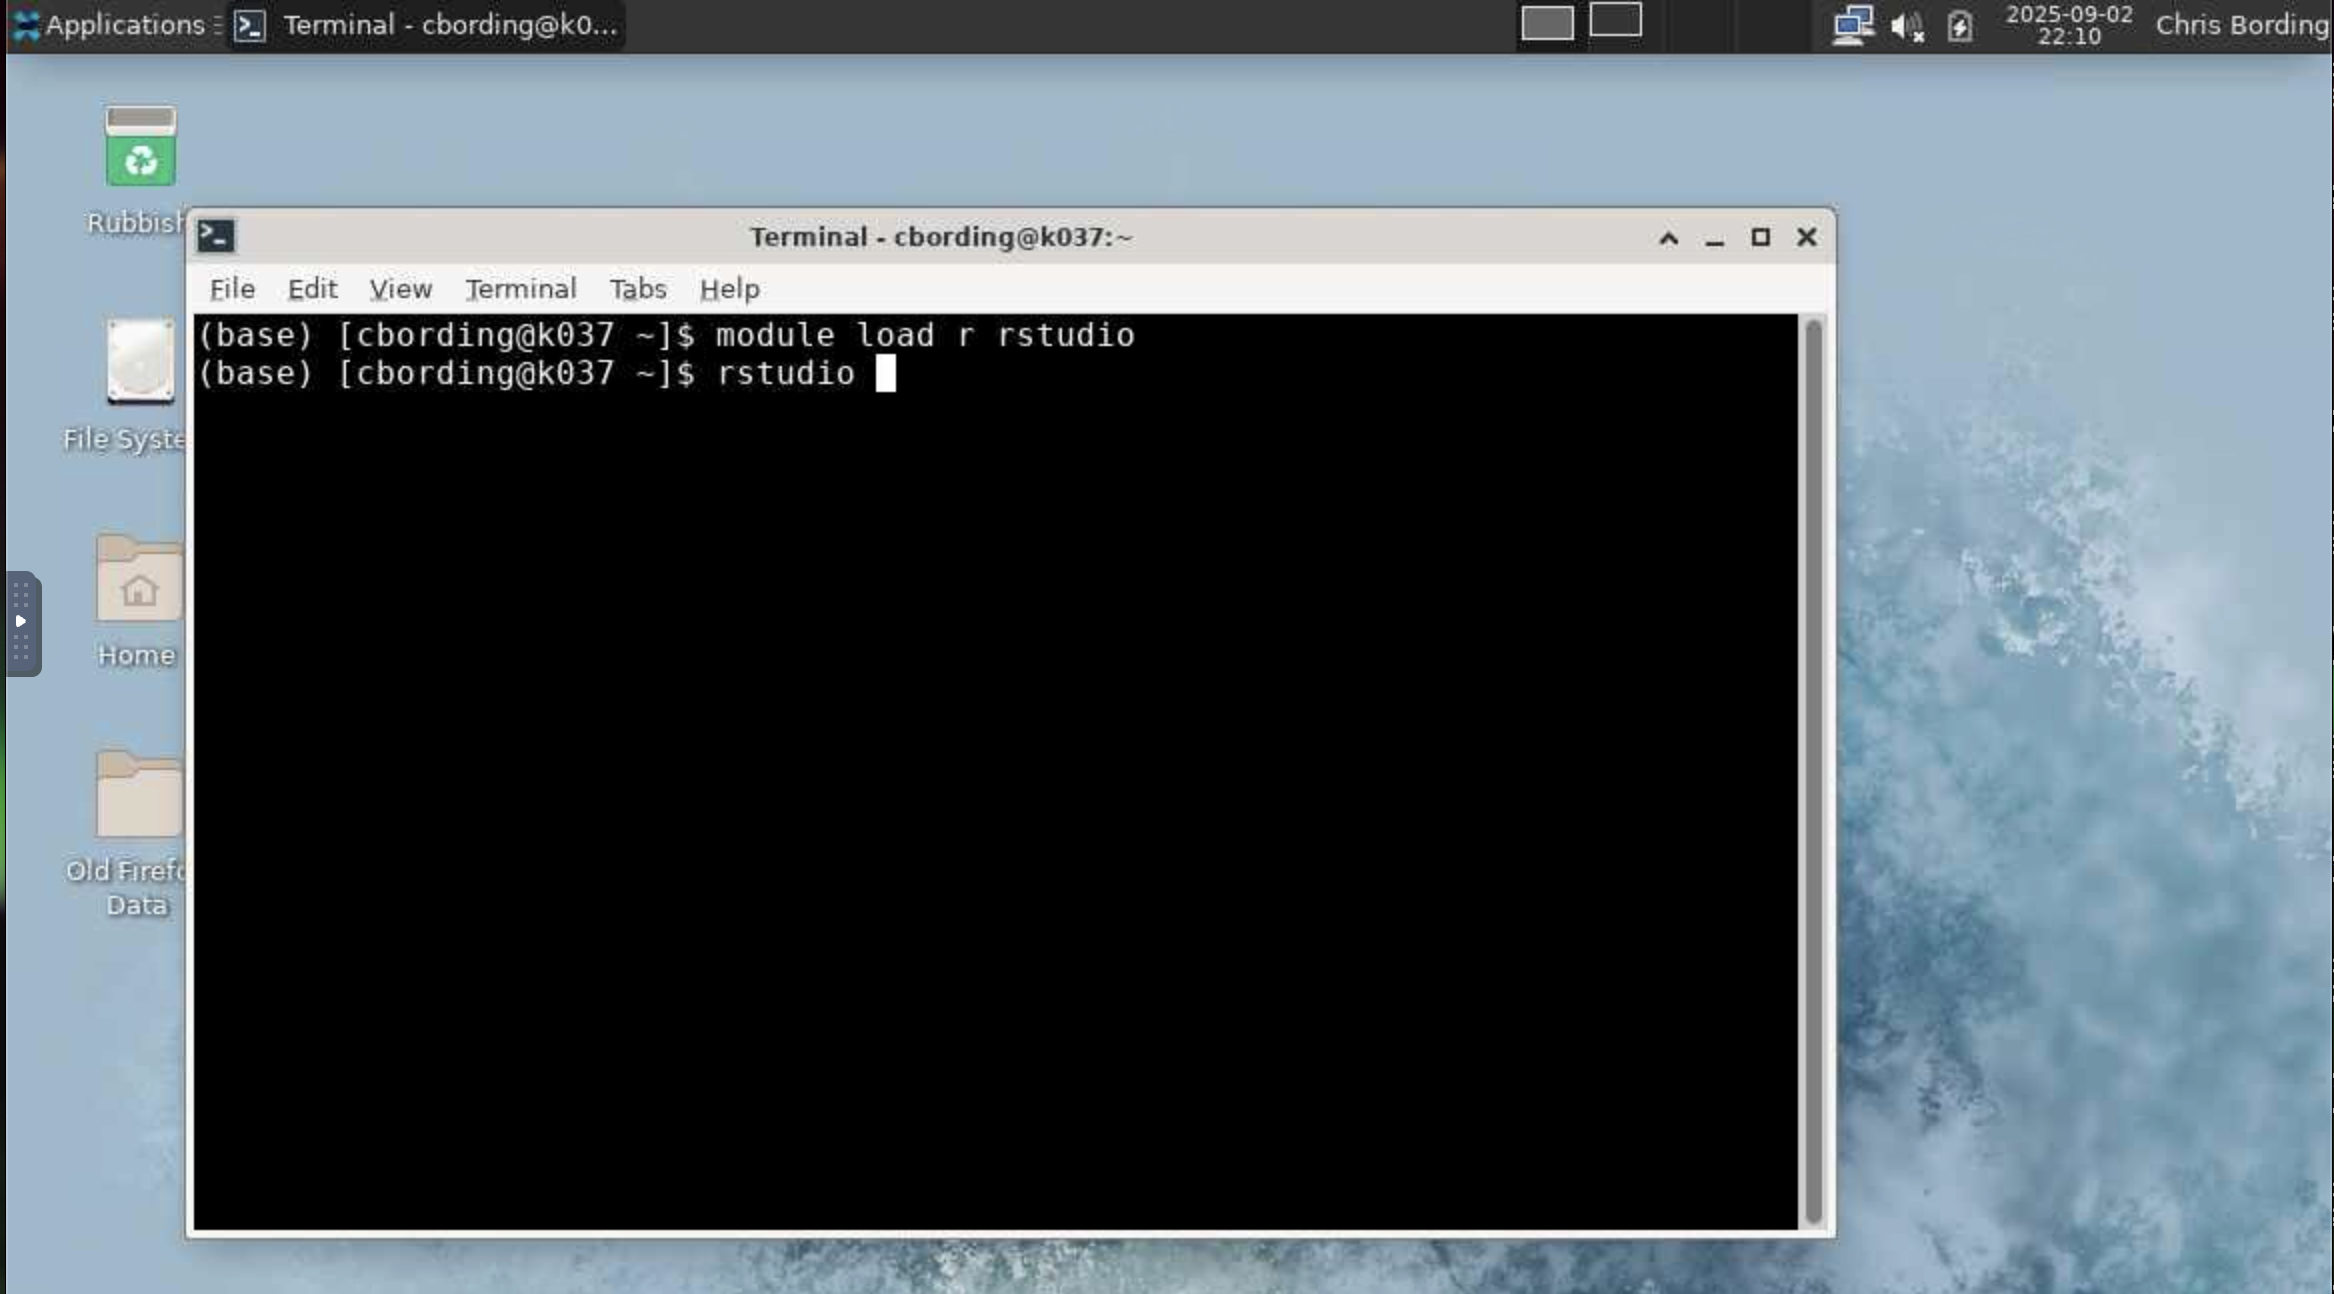 Applications
Terminal - cbording@k0...
2025-09-02
22:10
Chris Bording
Rubbish
File Syste
Home
Old Firefo
Data
Terminal - cbording@k037:~
File Edit View Terminal Tabs Help
(base) [cbording@k037 ~]$ module load r rstudio
(base) [cbording@k037 ~]$ rstudio